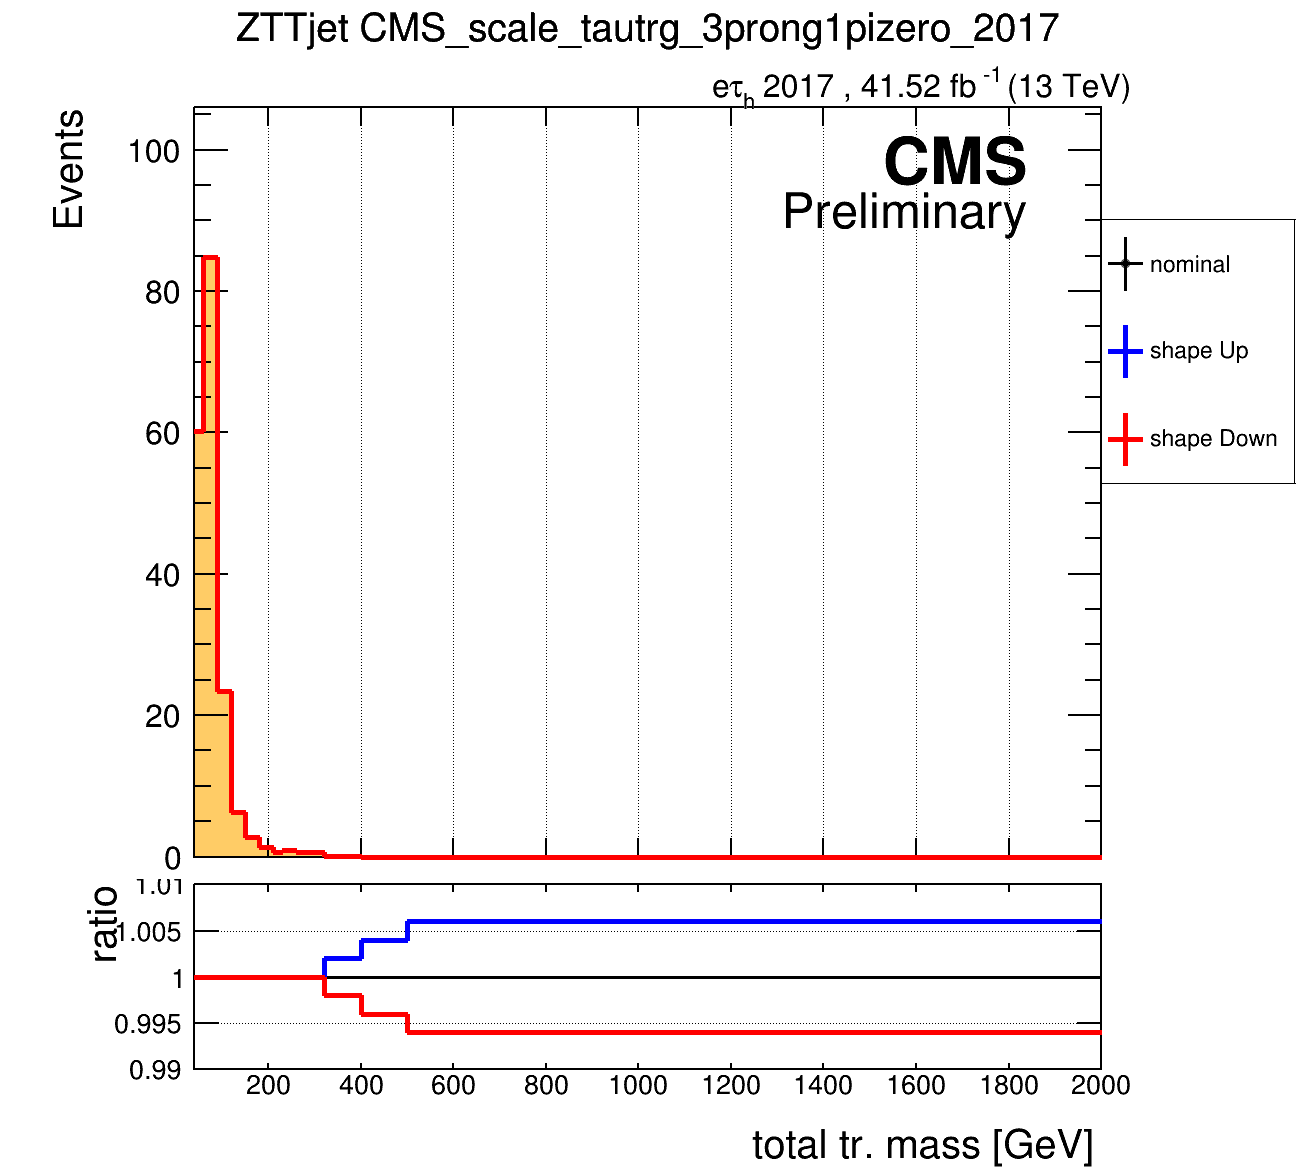 ZTTjet CMS_scale_tautrg_3prong1pizero_2017
eτh 2017 , 41.52 fb -1 (13 TeV)
Events
CMS
Preliminary
100
80
60
40
20
0
nominal
shape Up
shape Down
ratio
1.01
1.005
1
0.995
0.99
200 400 600 800 1000 1200 1400 1600 1800 2000
total tr. mass [GeV]